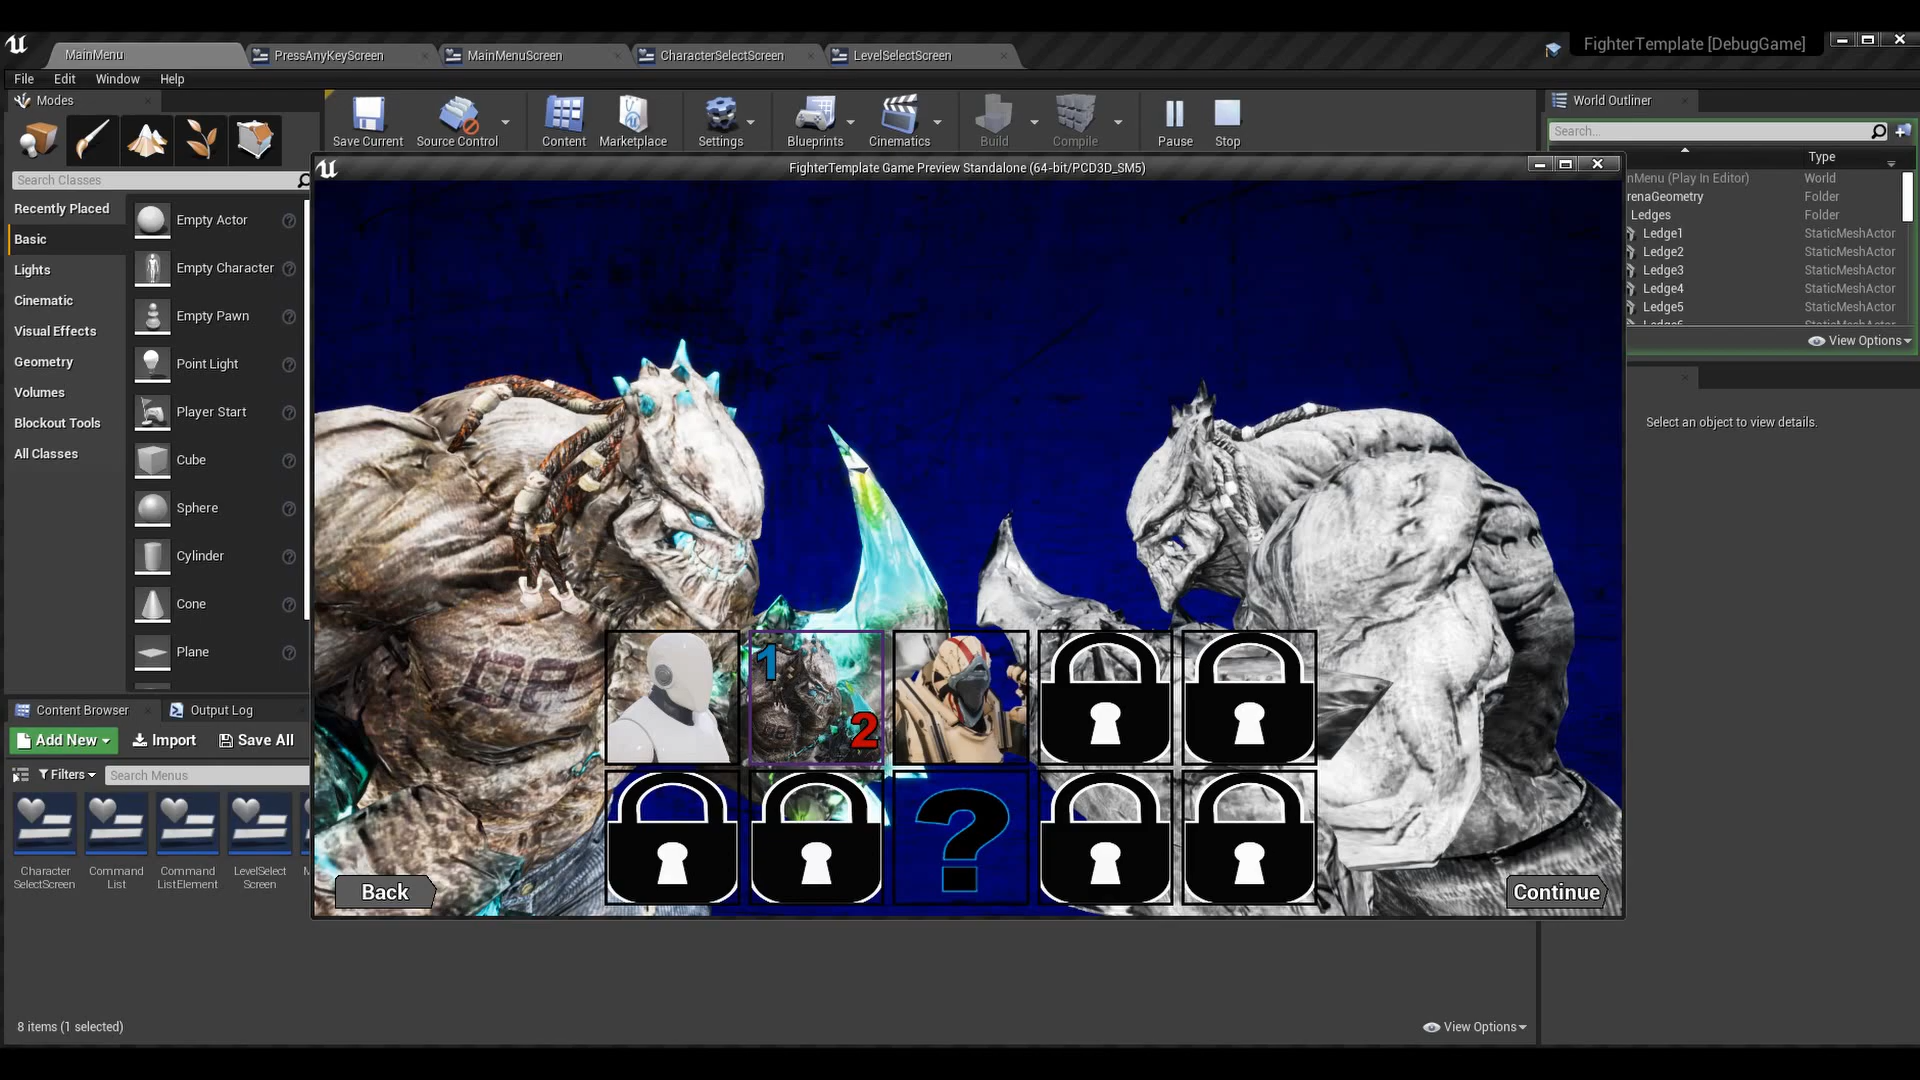 MainMenu
PressAnyKeyScreen
MainMenuScreen
CharacterSelectScreen
LevelSelectScreen
FighterTemplate [DebugGame]
File Edit Window Help
Modes
Save Current
Source Control
Content
Marketplace
Settings
Blueprints
Cinematics
Build
Compile
Pause
Stop
World Outliner
Search...
Type
nMenu (Play In Editor) World
renaGeometry Folder
Ledges Folder
Ledge1 StaticMeshActor
Ledge2 StaticMeshActor
Ledge3 StaticMeshActor
Ledge4 StaticMeshActor
Ledge5 StaticMeshActor
View Options
Select an object to view details.
FighterTemplate Game Preview Standalone (64-bit/PCD3D_SM5)
Search Classes
Recently Placed
Basic
Lights
Cinematic
Visual Effects
Geometry
Volumes
Blockout Tools
All Classes
Empty Actor
Empty Character
Empty Pawn
Point Light
Player Start
Cube
Sphere
Cylinder
Cone
Plane
1
2
?
Back
Continue
Content Browser
Output Log
Add New
Import
Save All
Filters
Search Menus
Character
SelectScreen
Command
List
Command
ListElement
LevelSelect
Screen
8 items (1 selected)
View Options